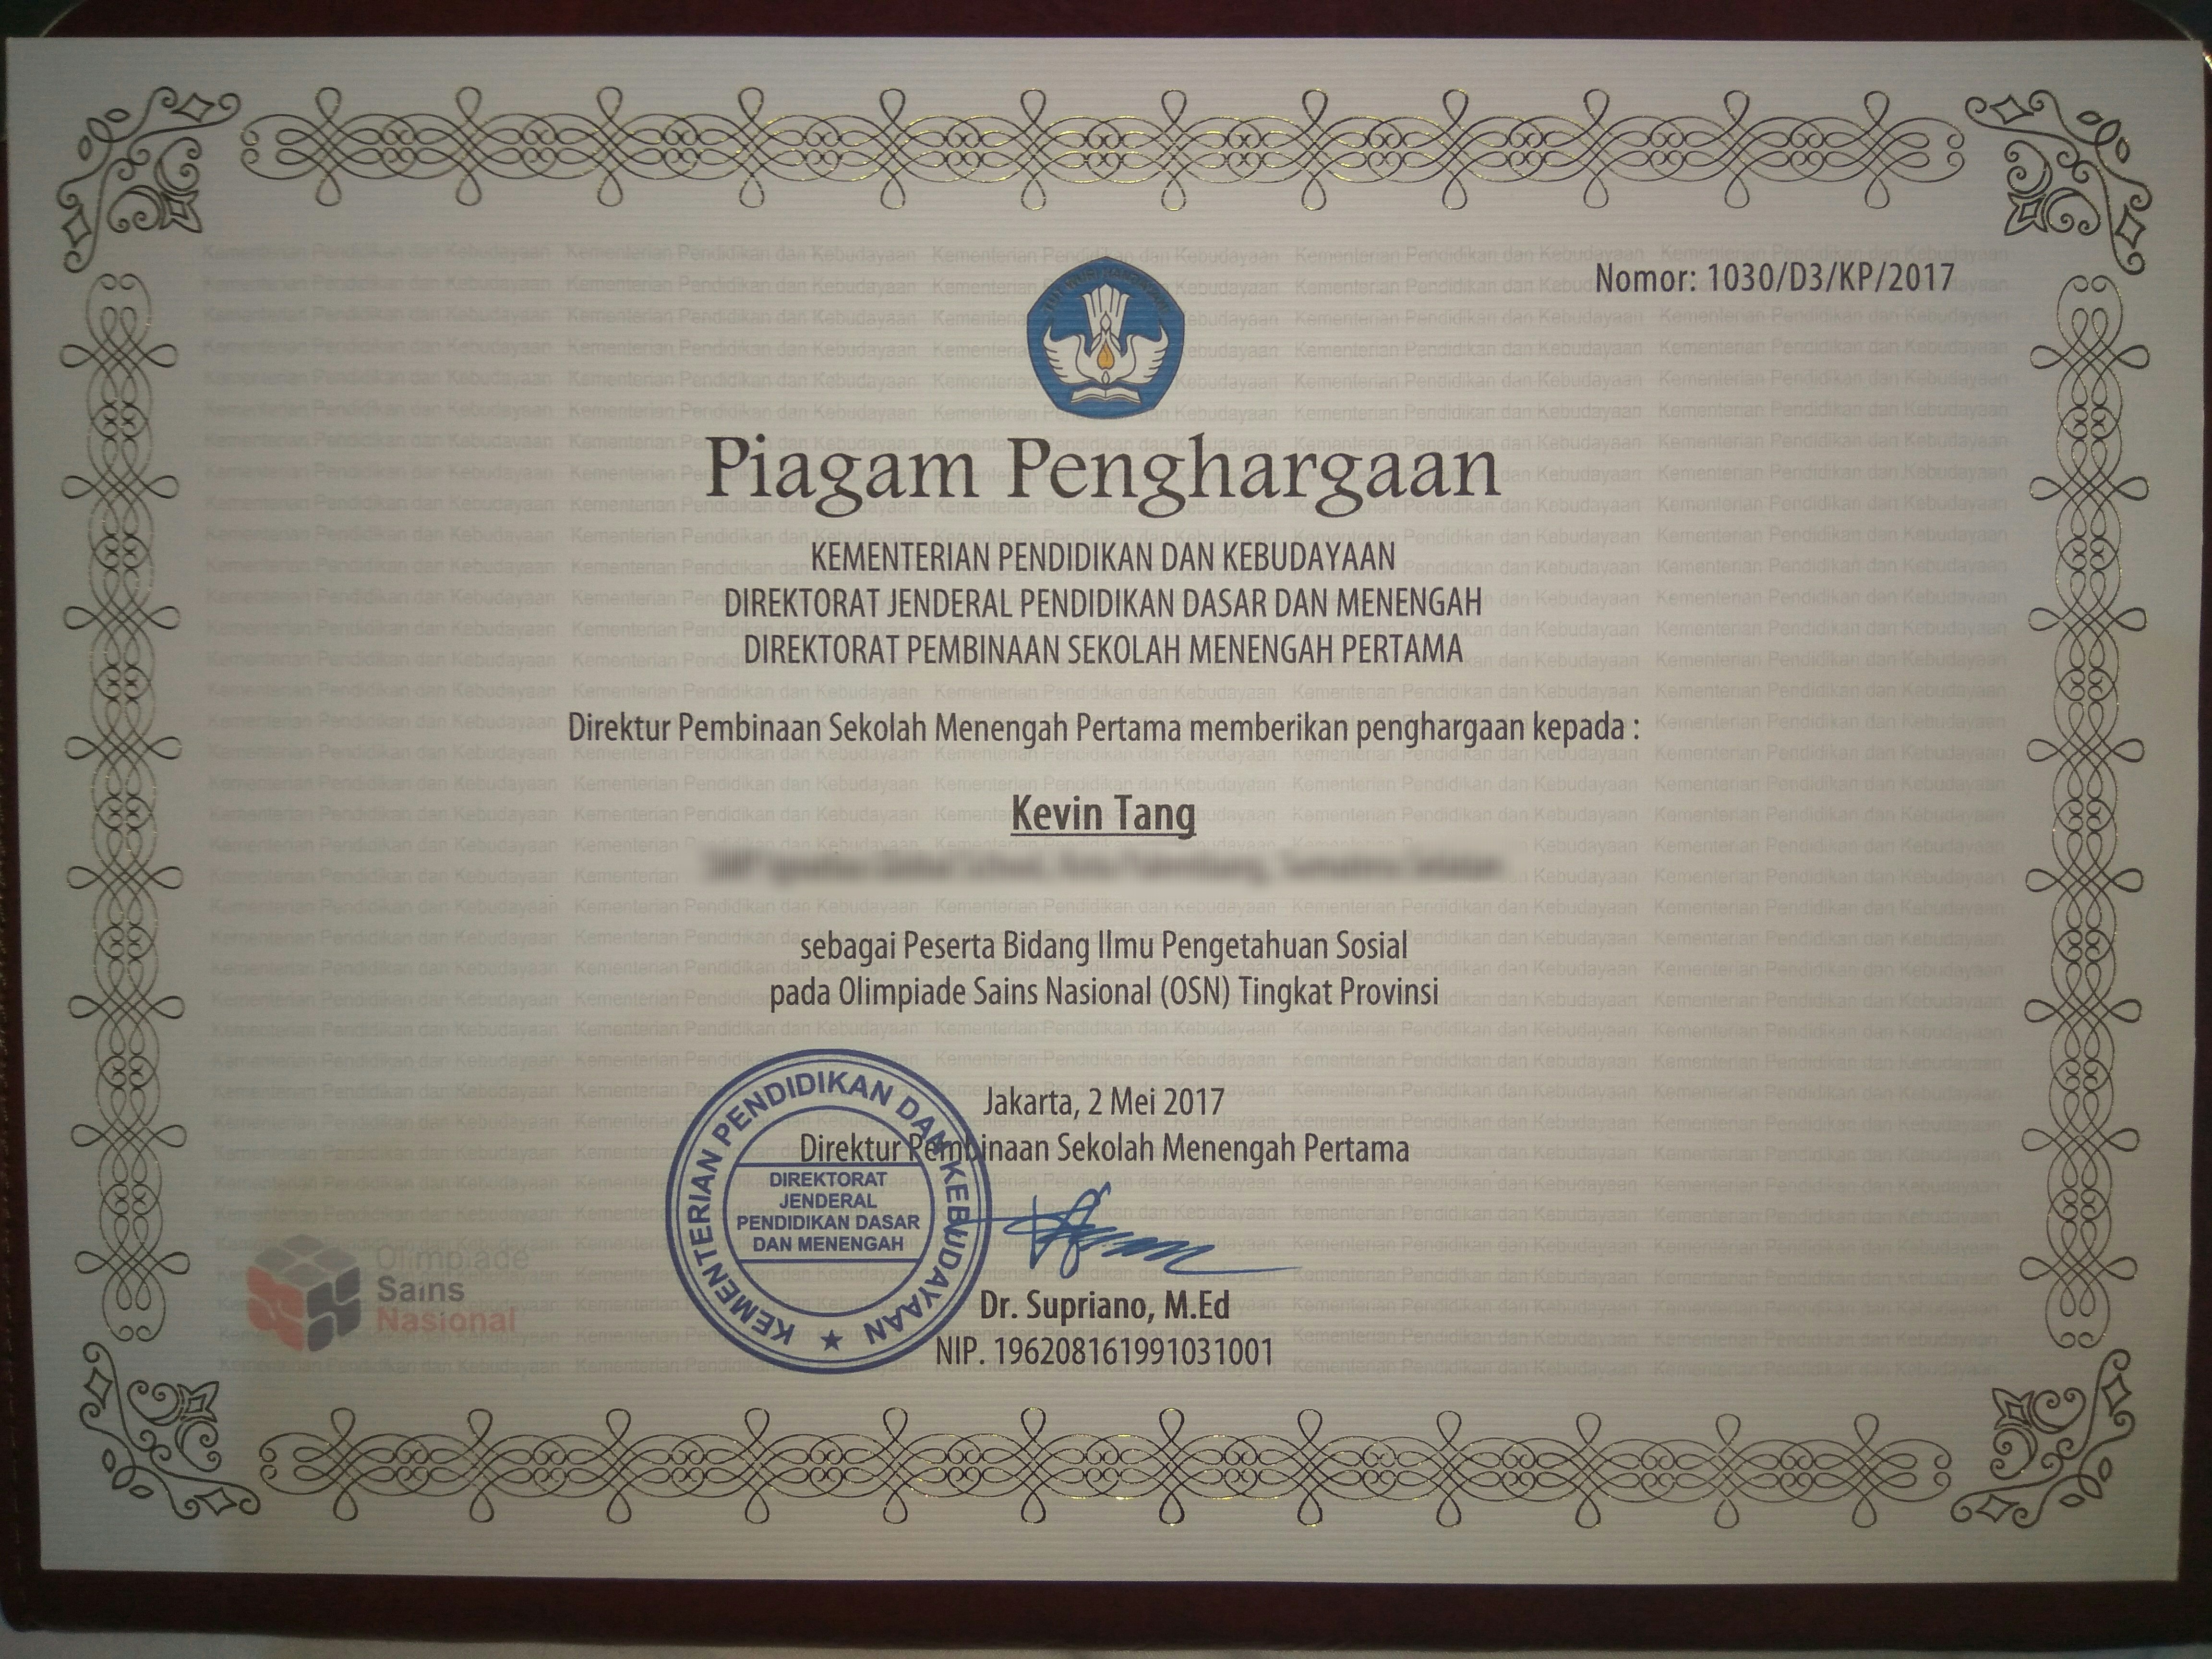 Nomor: 1030/D3/KP/2017
Piagam Penghargaan
KEMENTERIAN PENDIDIKAN DAN KEBUDAYAAN
DIREKTORAT JENDERAL PENDIDIKAN DASAR DAN MENENGAH
DIREKTORAT PEMBINAAN SEKOLAH MENENGAH PERTAMA
Direktur Pembinaan Sekolah Menengah Pertama memberikan penghargaan kepada :
Kevin Tang
sebagai Peserta Bidang Ilmu Pengetahuan Sosial
pada Olimpiade Sains Nasional (OSN) Tingkat Provinsi
Jakarta, 2 Mei 2017
Direktur Pembinaan Sekolah Menengah Pertama
KEMENTERIAN PENDIDIKAN DAN KEBUDAYAAN
DIREKTORAT
JENDERAL
PENDIDIKAN DASAR
DAN MENENGAH
Dr. Supriano, M.Ed
NIP. 196208161991031001
Olimpiade
Sains
Nasional